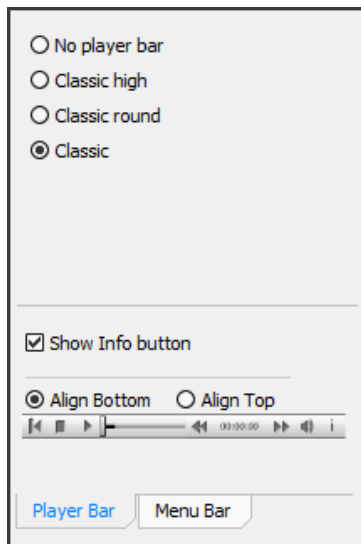 No player bar
Classic high
Classic round
Classic
Show Info button
Align Bottom Align Top
00:00:00 i
Player Bar Menu Bar